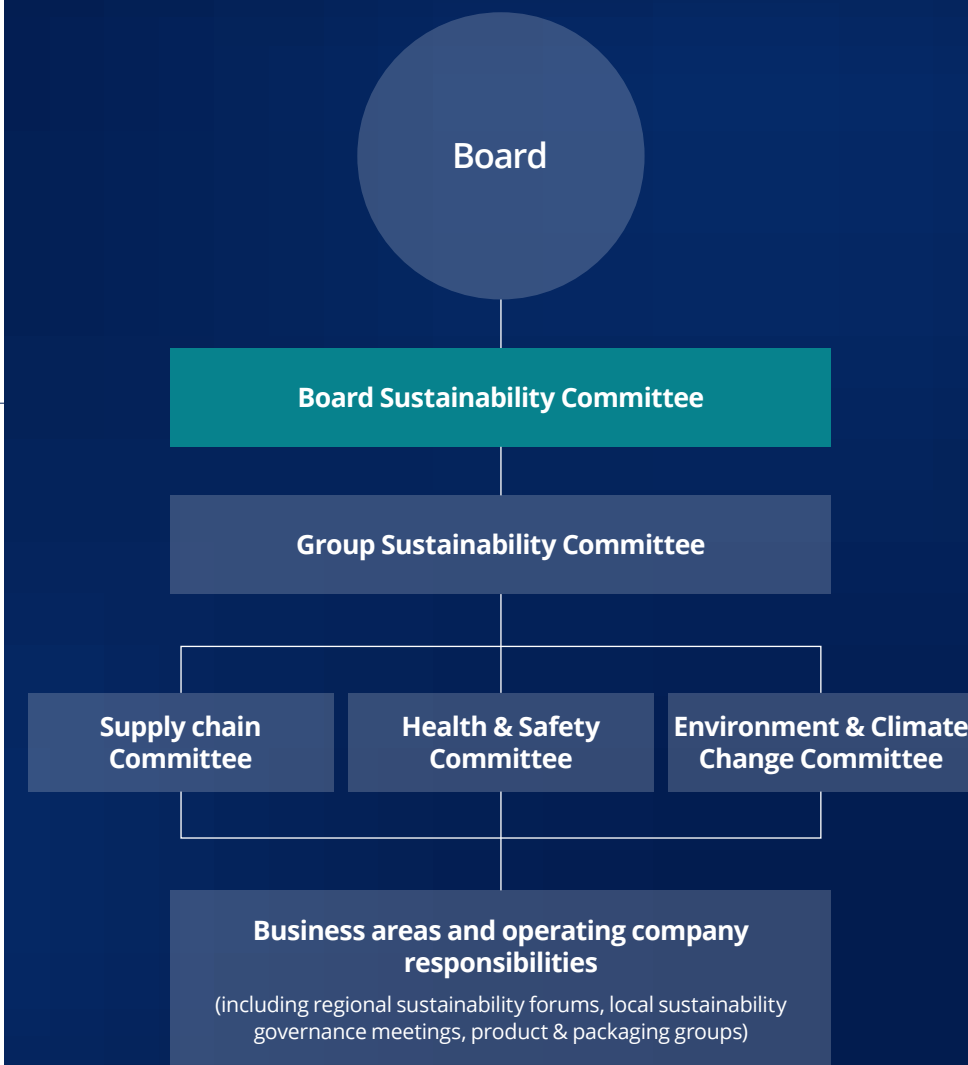 Board
Board Sustainability Committee
Group Sustainability Committee
Supply chain
Committee
Health & Safety
Committee
Environment & Climate
Change Committee
Business areas and operating company
responsibilities
(including regional sustainability forums, local sustainability
governance meetings, product & packaging groups)